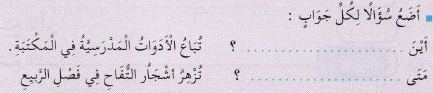 ▪ أَضَعُ سُؤَالًا لِكُلِّ جَوَابٍ :
أَيْنَ .......................... ؟ تُبَاعُ الْأَدَوَاتُ الْمَدْرَسِيَّةُ فِي الْمَكْتَبَةِ.
مَتَى .......................... ؟ تُزْهِرُ أَشْجَارُ التُّفَّاحِ فِي فَصْلِ الرَّبِيعِ